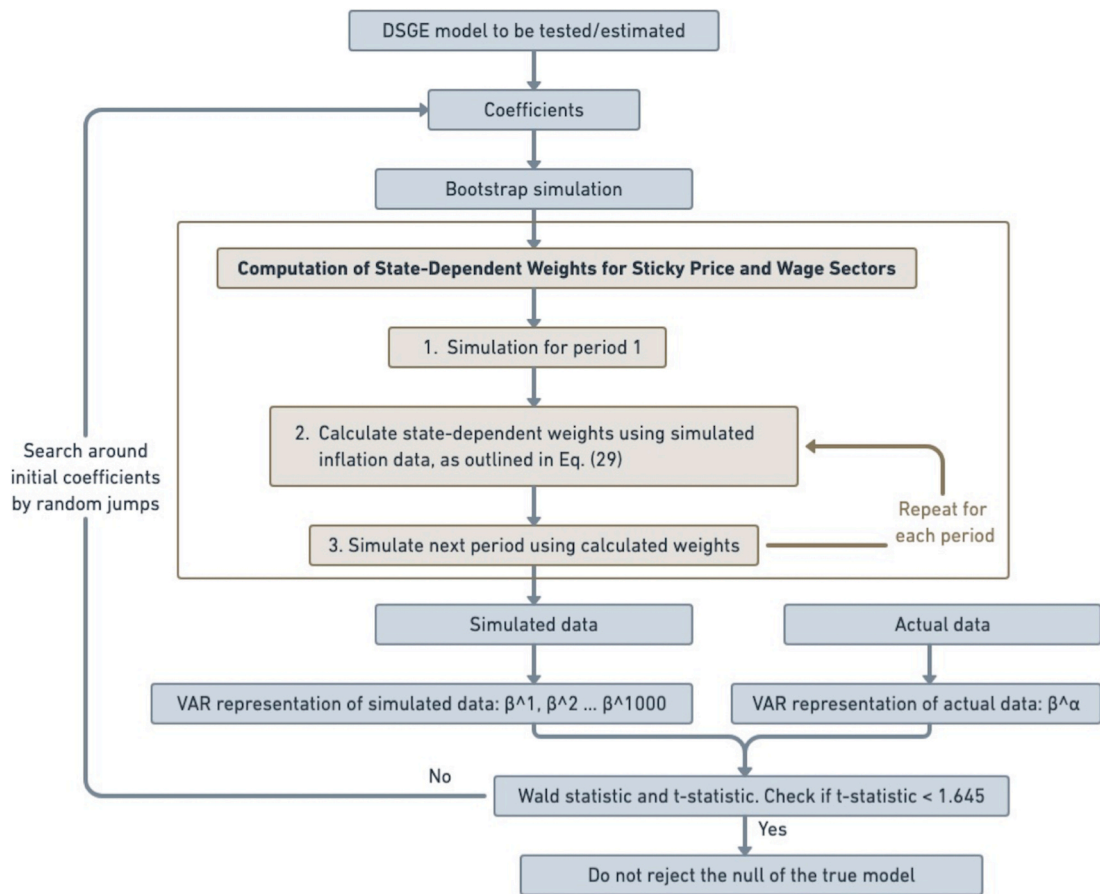 DSGE model to be tested/estimated
Coefficients
Bootstrap simulation
Computation of State-Dependent Weights for Sticky Price and Wage Sectors
1. Simulation for period 1
2. Calculate state-dependent weights using simulated
inflation data, as outlined in Eq. (29)
Repeat for
each period
3. Simulate next period using calculated weights
Search around
initial coefficients
by random jumps
Simulated data
Actual data
VAR representation of simulated data: β^1, β^2 ... β^1000
VAR representation of actual data: β^α
No
Wald statistic and t-statistic. Check if t-statistic < 1.645
Yes
Do not reject the null of the true model